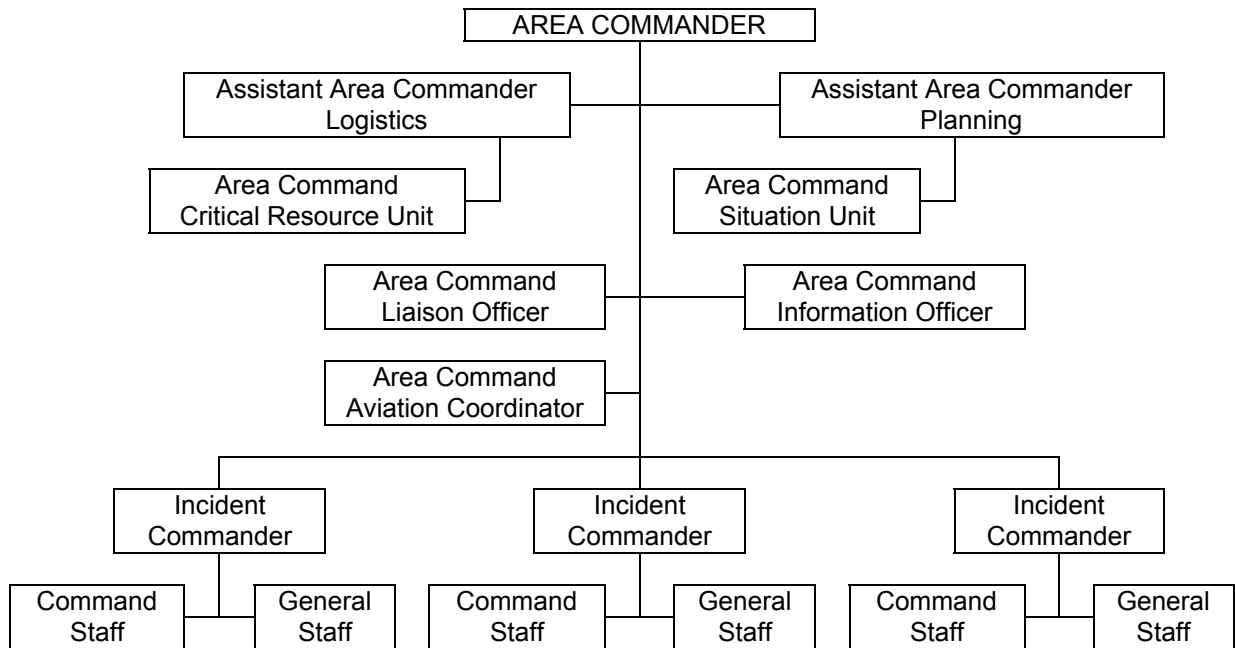 AREA COMMANDER
Assistant Area Commander
Logistics
Assistant Area Commander
Planning
Area Command
Critical Resource Unit
Area Command
Situation Unit
Area Command
Liaison Officer
Area Command
Information Officer
Area Command
Aviation Coordinator
Incident
Commander
Incident
Commander
Incident
Commander
Command
Staff
General
Staff
Command
Staff
General
Staff
Command
Staff
General
Staff